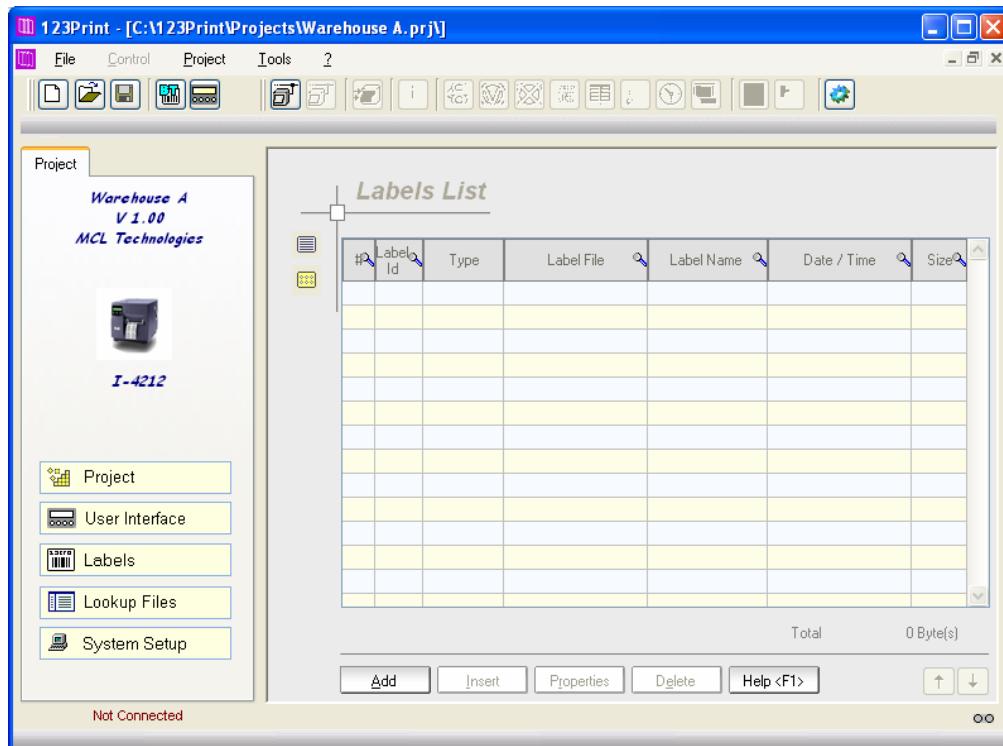 123Print - [C:\123Print\Projects\Warehouse A.prj\]
File Control Project Tools ?
Project
Warehouse A
V 1.00
MCL Technologies
I-4212
Project
User Interface
Labels
Lookup Files
System Setup
Not Connected
Labels List
# Label Id Type Label File Label Name Date / Time Size
Total 0 Byte(s)
Add Insert Properties Delete Help <F1>